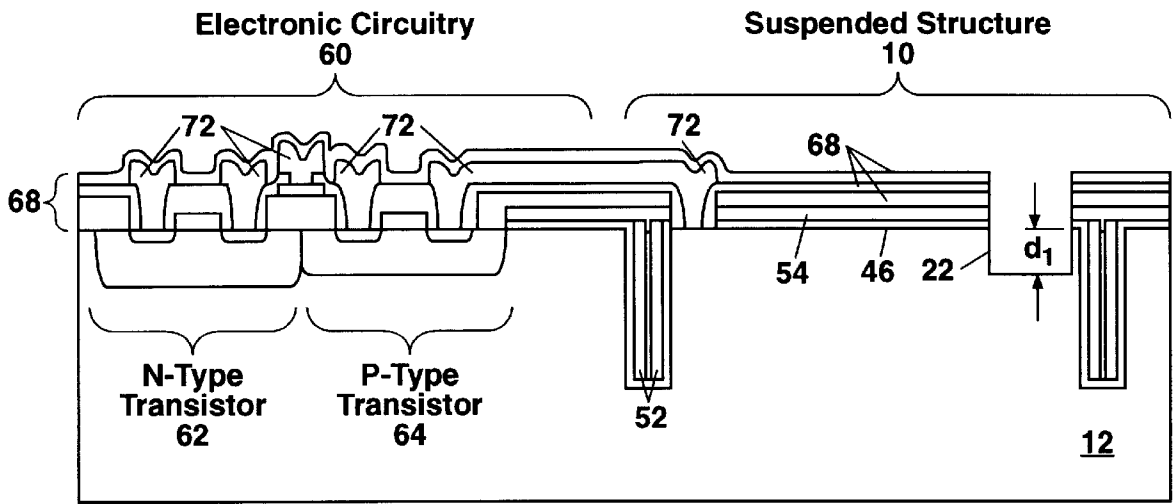 Electronic Circuitry
60
Suspended Structure
10
72
72
72
68
68
54
46
22
d1
N-Type
Transistor
62
P-Type
Transistor
64
52
12